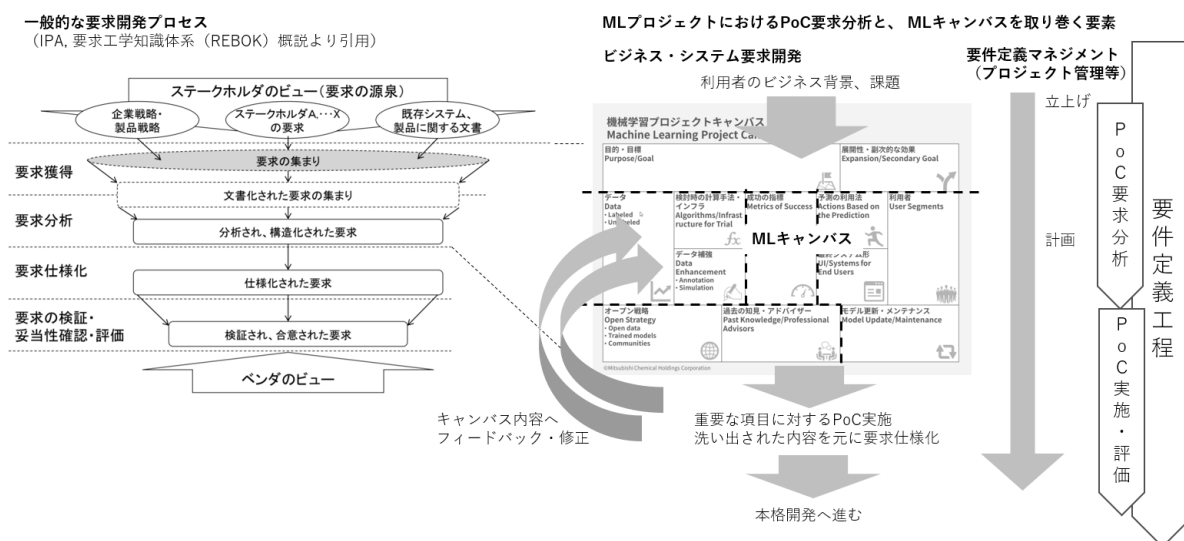 一般的な要求開発プロセス
（IPA, 要求工学知識体系（REBOK）概説より引用）
ステークホルダのビュー（要求の源泉）
企業戦略・
製品戦略
ステークホルダA,･･･X
の要求
既存システム、
製品に関する文書
要求獲得
要求の集まり
文書化された要求の集まり
要求分析
分析され、構造化された要求
要求仕様化
仕様化された要求
要求の検証・
妥当性確認・評価
検証され、合意された要求
ベンダのビュー
MLプロジェクトにおけるPoC要求分析と、 MLキャンバスを取り巻く要素
ビジネス・システム要求開発
利用者のビジネス背景、課題
機械学習プロジェクトキャンバス
Machine Learning Project Ca
目的・目標
Purpose/Goal
展開性・副次的な効果
Expansion/Secondary Goal
データ
Data
・Labeled
検討時の計算手法・
インフラ
Algorithms/Infrast
ructure for Trial
fx
成功の指標
Metrics of Success
予測の利用法
Actions Based on
the Prediction
利用者
User Segments
MLキャンバス
データ補強
Data
Enhancement
・Annotation
・Simulation
UI/Systems for
End Users
オープン戦略
Open Strategy
・Open data
・Trained models
・Communities
過去の知見・アドバイザー
Past Knowledge/Professional
Advisors
モデル更新・メンテナンス
Model Update/Maintenance
©Mitsubishi Chemical Holdings Corporation
キャンバス内容へ
フィードバック・修正
重要な項目に対するPoC実施
洗い出された内容を元に要求仕様化
本格開発へ進む
要件定義マネジメント
（プロジェクト管理等）
立上げ
計画
PoC要求分析
PoC実施・評価
要件定義工程